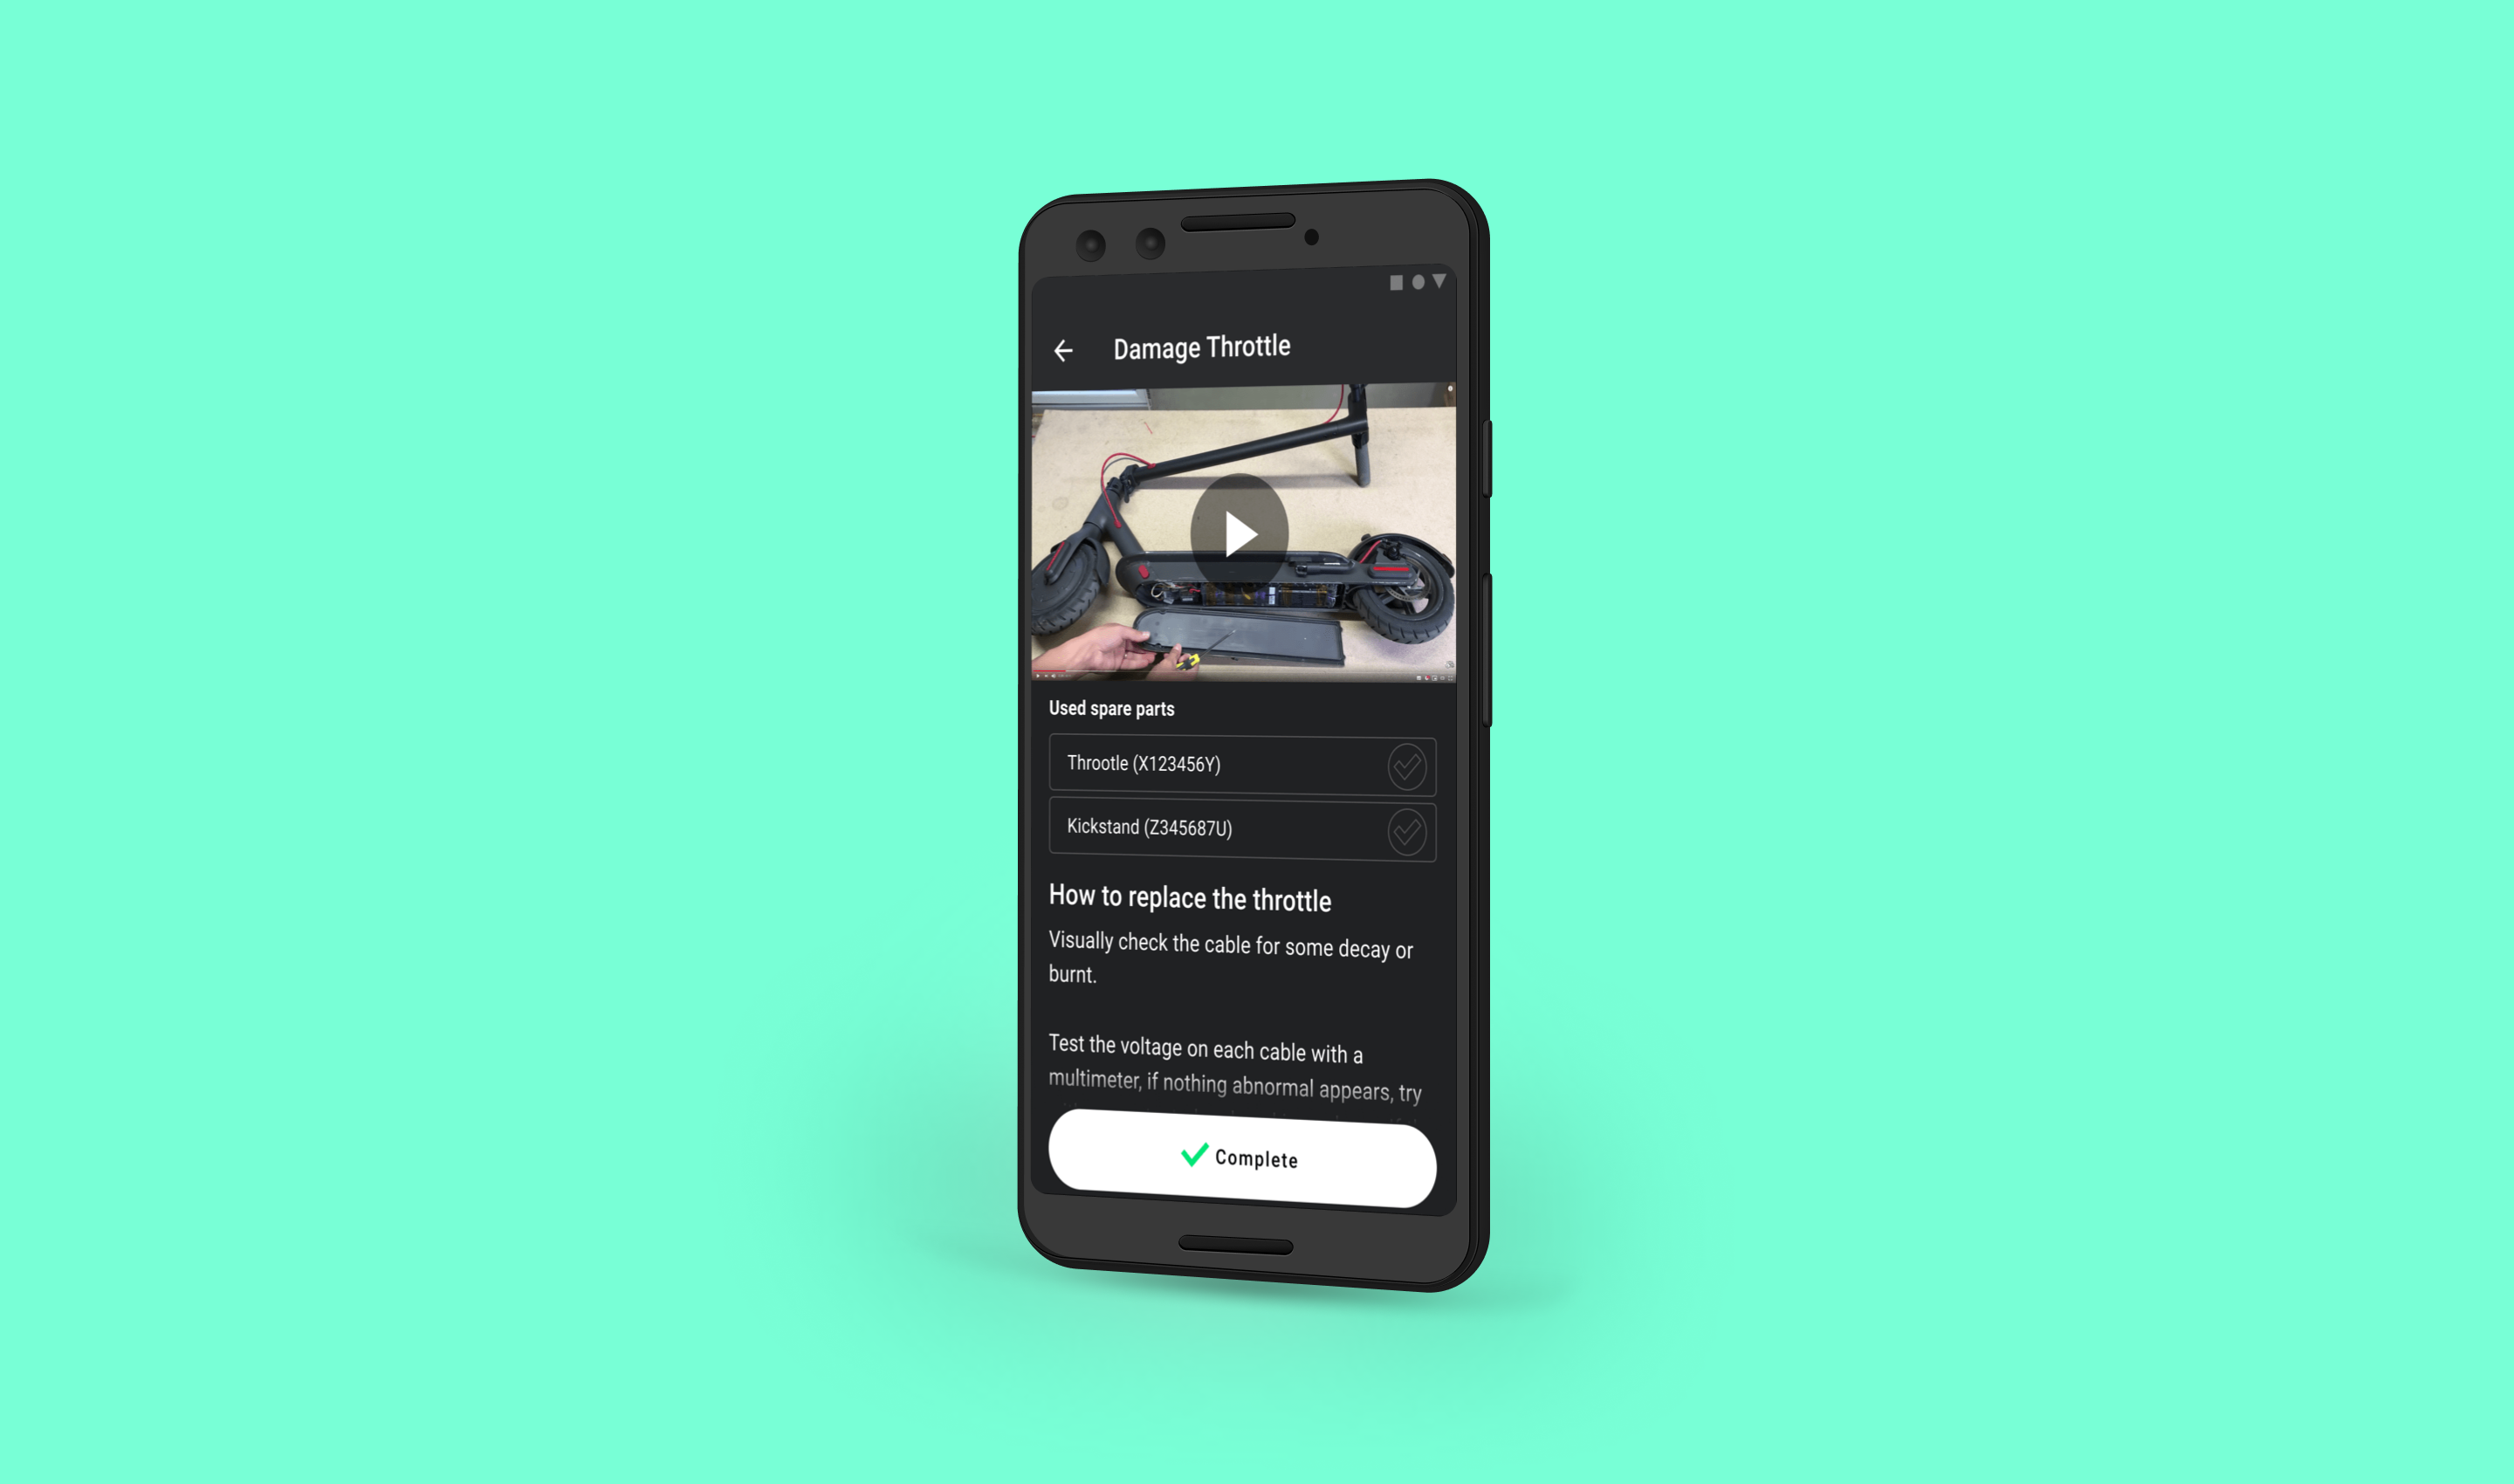 Damage Throttle
Used spare parts
Throotle (X123456Y)
Kickstand (Z345687U)
How to replace the throttle
Visually check the cable for some decay or
burnt.
Test the voltage on each cable with a
multimeter, if nothing abnormal appears, try
Complete